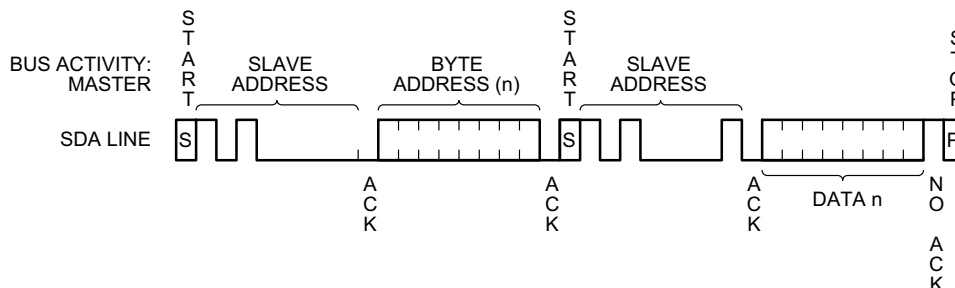 START
START
BUS ACTIVITY:
MASTER
SLAVE
ADDRESS
BYTE
ADDRESS (n)
SLAVE
ADDRESS
SDA LINE
S
S
ACK
ACK
ACK
DATA n
NO ACK